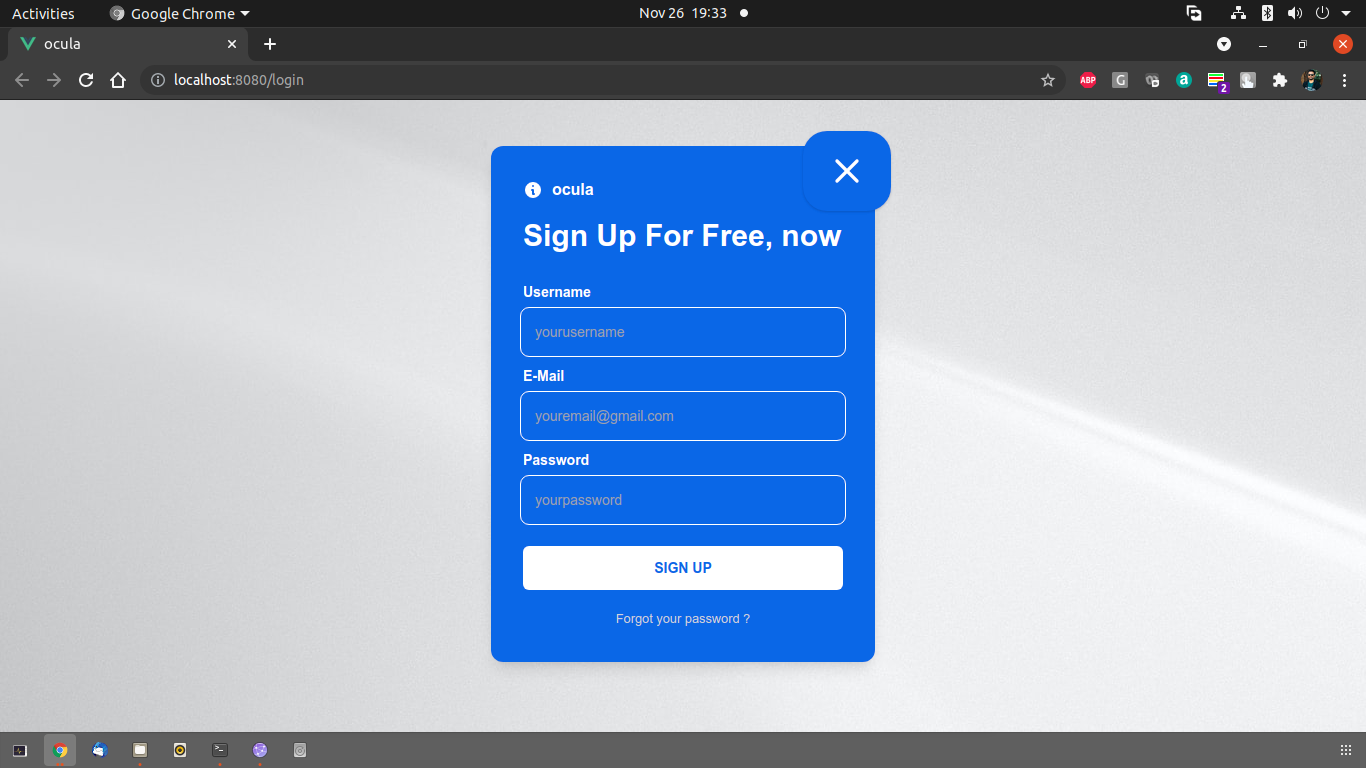 Activities
Google Chrome
Nov 26 19:33
ocula
localhost:8080/login
ABP
G
a
2
ocula
Sign Up For Free, now
Username
yourusername
E-Mail
youremail@gmail.com
Password
yourpassword
SIGN UP
Forgot your password ?